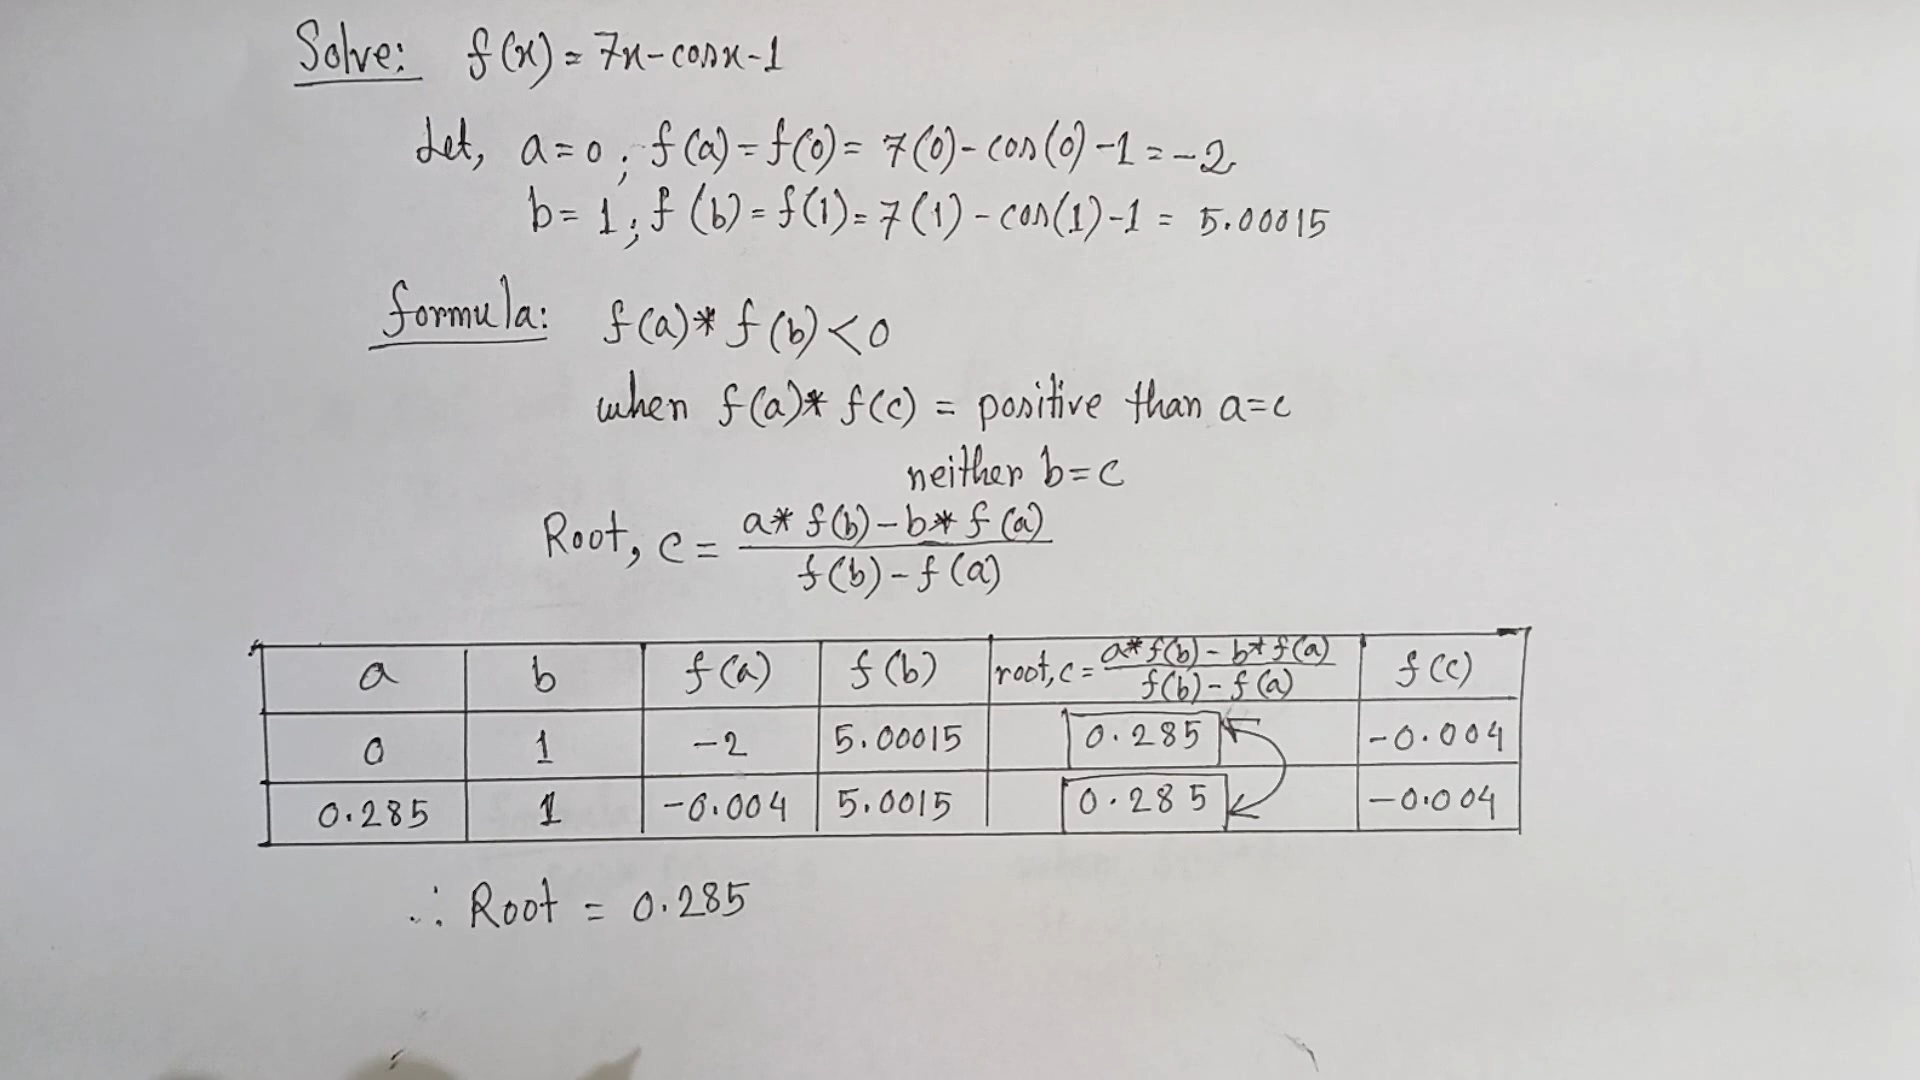 Solve: f(x) = 7x-cosx-1
Let, a=0; f(a)=f(0)= 7(0)-cos(0)-1=-2
b=1; f(b)=f(1)=7(1)-cos(1)-1= 5.00015
formula: f(a)* f(b)<0
when f(a)* f(c) = positive than a=c
neither b=c
Root, c= a* f(b)-b* f(a) / f(b)-f(a)
a b f(a) f(b) root, c= a* f(b)-b* f(a) / f(b)-f(a) f(c)
0 1 -2 5.00015 0.285 -0.004
0.285 1 -0.004 5.0015 0.285 -0.004
∴ Root = 0.285